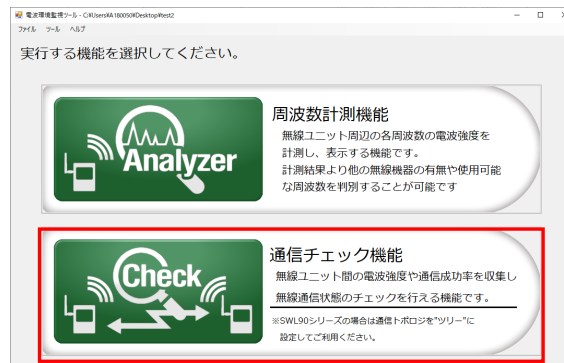 電波環境監視ツール - C:¥Users¥A180050¥Desktop¥test2
ファイル ツール ヘルプ
実行する機能を選択してください。
Analyzer
周波数計測機能
無線ユニット周辺の各周波数の電波強度を
計測し、表示する機能です。
計測結果より他の無線機器の有無や使用可能
な周波数を判別することが可能です
Check
通信チェック機能
無線ユニット間の電波強度や通信成功率を収集し
無線通信状態のチェックを行える機能です。
※SWL90シリーズの場合は通信トポロジを"ツリー"に
設定してご利用ください。